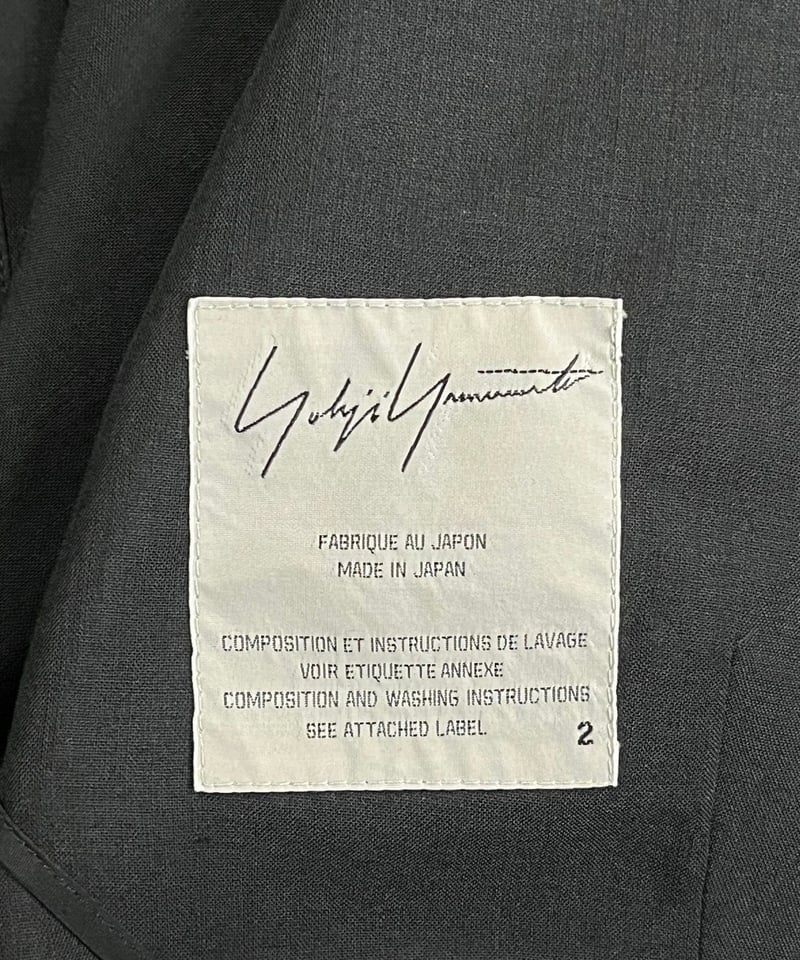 Yohji Yamamoto
FABRIQUE AU JAPON
MADE IN JAPAN
COMPOSITION ET INSTRUCTIONS DE LAVAGE
VOIR ETIQUETTE ANNEXE
COMPOSITION AND WASHING INSTRUCTIONS
SEE ATTACHED LABEL
2